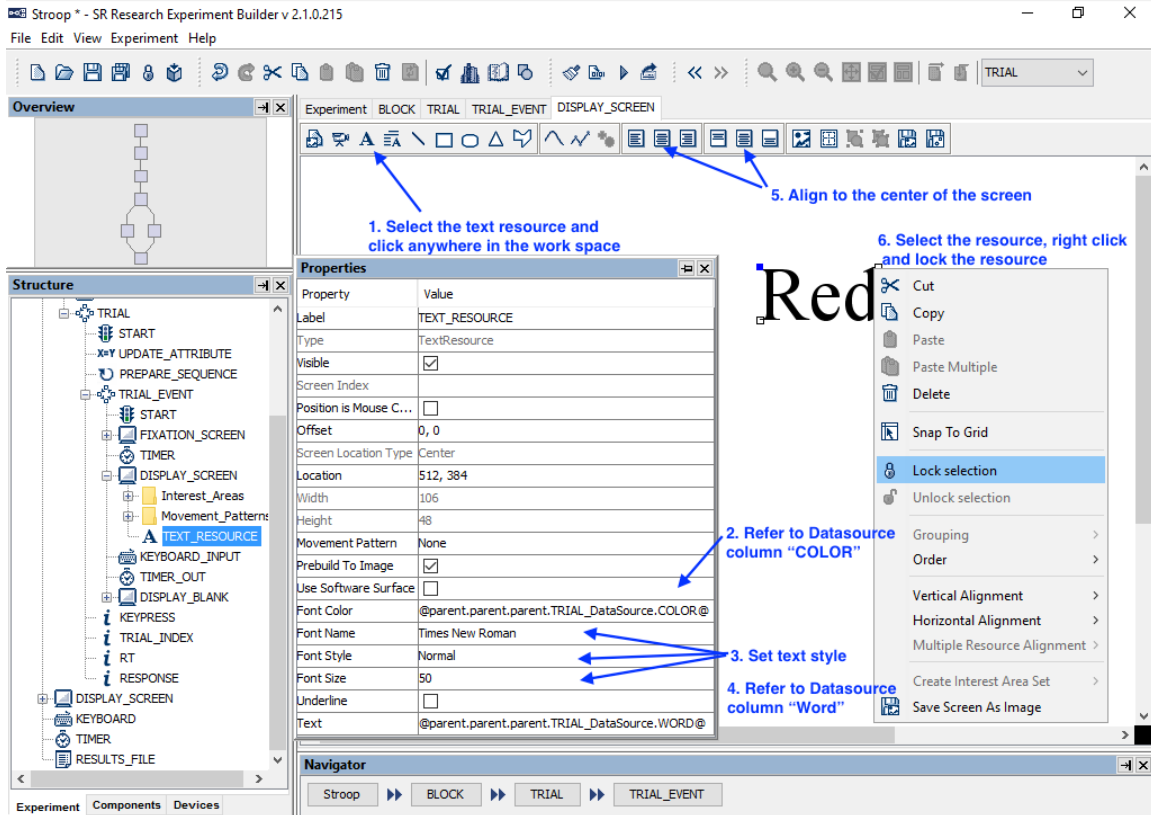 Stroop * - SR Research Experiment Builder v 2.1.0.215
File Edit View Experiment Help
TRIAL
Overview
Experiment BLOCK TRIAL TRIAL_EVENT DISPLAY_SCREEN
5. Align to the center of the screen
1. Select the text resource and
click anywhere in the work space
6. Select the resource, right click
and lock the resource
Red
Structure
TRIAL
START
X=Y UPDATE_ATTRIBUTE
PREPARE_SEQUENCE
TRIAL_EVENT
START
FIXATION_SCREEN
TIMER
DISPLAY_SCREEN
Interest_Areas
Movement_Patterns
A TEXT_RESOURCE
KEYBOARD_INPUT
TIMER_OUT
DISPLAY_BLANK
i KEYPRESS
i TRIAL_INDEX
i RT
i RESPONSE
DISPLAY_SCREEN
KEYBOARD
TIMER
RESULTS_FILE
Experiment Components Devices
Properties
Property Value
Label TEXT_RESOURCE
Type TextResource
Visible
Screen Index
Position is Mouse C...
Offset 0, 0
Screen Location Type Center
Location 512, 384
Width 106
Height 48
Movement Pattern None
Prebuild To Image
Use Software Surface
Font Color @parent.parent.parent.TRIAL_DataSource.COLOR@
Font Name Times New Roman
Font Style Normal
Font Size 50
Underline
Text @parent.parent.parent.TRIAL_DataSource.WORD@
2. Refer to Datasource
column “COLOR”
3. Set text style
4. Refer to Datasource
column “Word”
Cut
Copy
Paste
Paste Multiple
Delete
Snap To Grid
Lock selection
Unlock selection
Grouping
Order
Vertical Alignment
Horizontal Alignment
Multiple Resource Alignment
Create Interest Area Set
Save Screen As Image
Navigator
Stroop BLOCK TRIAL TRIAL_EVENT